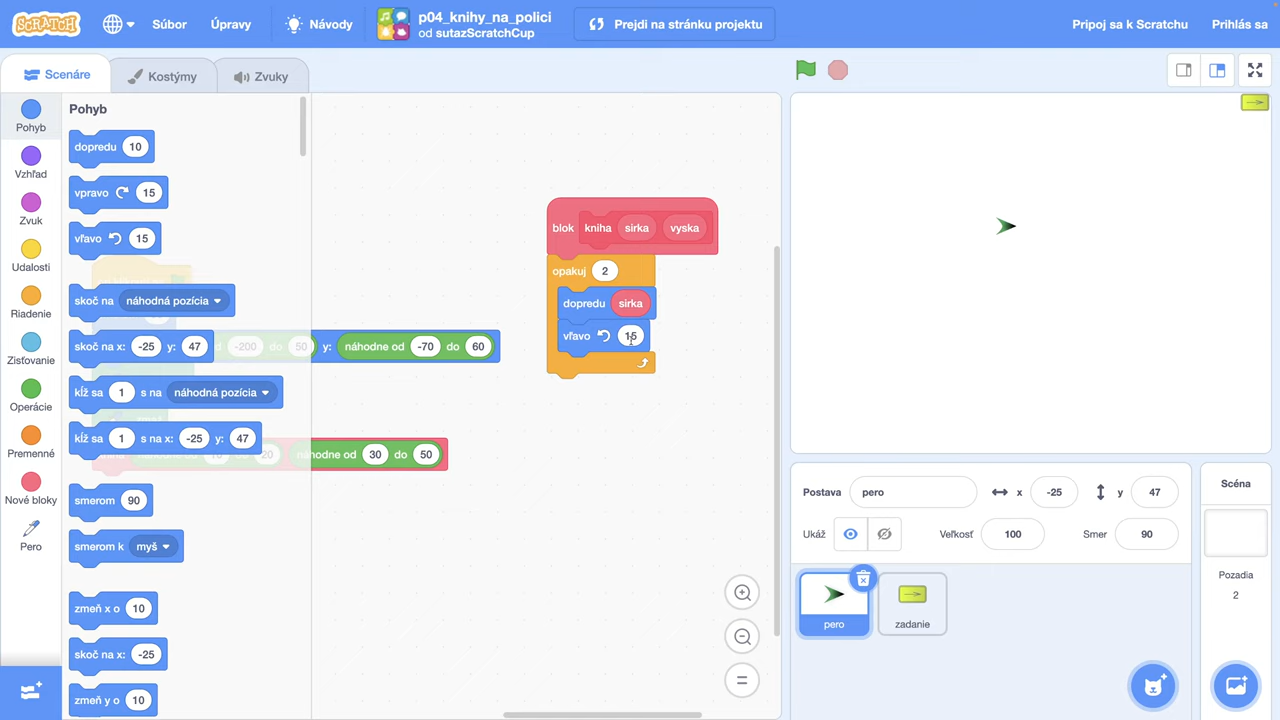 SCRATCH
Súbor
Úpravy
Návody
p04_knihy_na_polici
od sutazScratchCup
Prejdi na stránku projektu
Pripoj sa k Scratchu
Prihlás sa
Scenáre
Kostýmy
Zvuky
Pohyb
Vzhľad
Zvuk
Udalosti
Riadenie
Zisťovanie
Operácie
Premenné
Nové bloky
Pero
Pohyb
dopredu 10
vpravo 15
vľavo 15
skoč na náhodná pozícia
skoč na x: -25 y: 47
kĺž sa 1 s na náhodná pozícia
kĺž sa 1 s na x: -25 y: 47
smerom 90
smerom k myš
zmeň x o 10
skoč na x: -25
zmeň y o 10
d -200 do 50 y: náhodne od -70 do 60
20 náhodne od 30 do 50
blok kniha sirka vyska
opakuj 2
dopredu sirka
vľavo 15
Postava pero x -25 y 47
Ukáž Veľkosť 100 Smer 90
pero
zadanie
Scéna
Pozadia
2